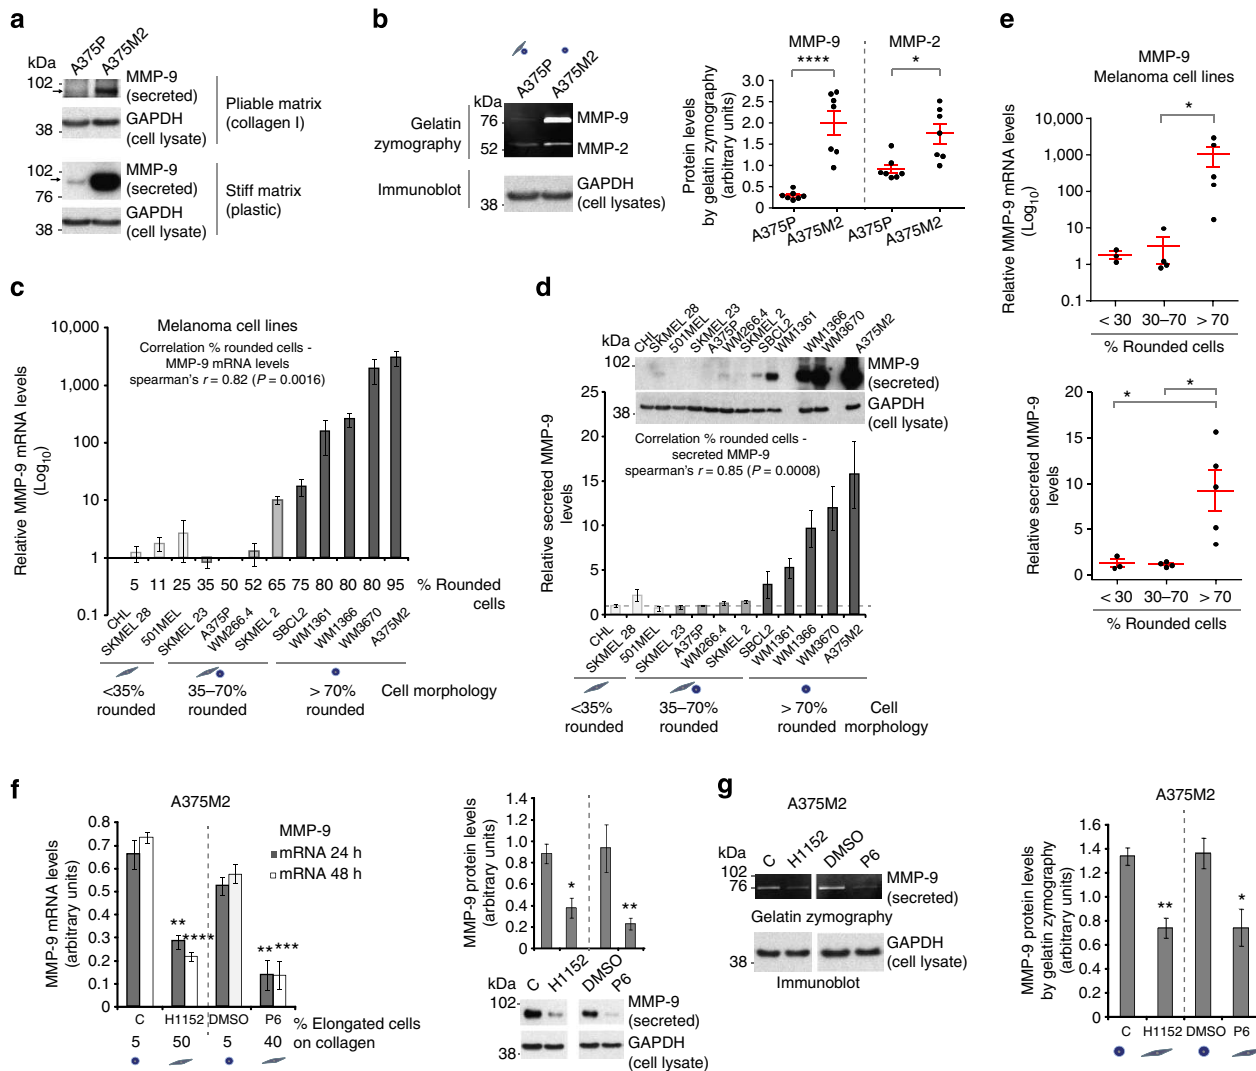 a
A375P
A375M2
kDa
102
MMP-9
(secreted)
GAPDH
(cell lysate)
38
Pliable matrix
(collagen I)
102
76
MMP-9
(secreted)
GAPDH
(cell lysate)
38
Stiff matrix
(plastic)
b
A375P
A375M2
kDa
Gelatin
zymography
76
MMP-9
52
MMP-2
Immunoblot
38
GAPDH
(cell lysates)
MMP-9
MMP-2
****
*
Protein levels
by gelatin zymography
(arbitrary units)
3.0
2.5
2.0
1.5
1.0
0.5
0
A375P
A375M2
A375P
A375M2
c
Relative MMP-9 mRNA levels
(Log10)
10,000
1,000
100
10
1
0.1
Melanoma cell lines
Correlation % rounded cells -
MMP-9 mRNA levels
spearman's r = 0.82 (P = 0.0016)
5 11 25 35 50 52 65 75 80 80 80 95
% Rounded
cells
CHL
SKMEL 28
501MEL
SKMEL 23
A375P
WM266.4
SKMEL 2
SBCL2
WM1361
WM1366
WM3670
A375M2
<35%
rounded
35–70%
rounded
> 70%
rounded
Cell morphology
d
kDa
CHL
SKMEL 28
501MEL
SKMEL 23
A375P
WM266.4
SKMEL 2
SBCL2
WM1361
WM1366
WM3670
A375M2
102
MMP-9
(secreted)
38
GAPDH
(cell lysate)
Relative secreted MMP-9
levels
25
20
15
10
5
0
Correlation % rounded cells -
secreted MMP-9
spearman's r = 0.85 (P = 0.0008)
CHL
SKMEL 28
501MEL
SKMEL 23
A375P
WM266.4
SKMEL 2
SBCL2
WM1361
WM1366
WM3670
A375M2
<35%
rounded
35–70%
rounded
> 70%
rounded
Cell
morphology
e
MMP-9
Melanoma cell lines
*
Relative MMP-9 mRNA levels
(Log10)
10,000
1,000
100
10
1
0.1
< 30
30–70
> 70
% Rounded cells
Relative secreted MMP-9
levels
20
15
10
5
0
*
*
< 30
30–70
> 70
% Rounded cells
f
A375M2
MMP-9 mRNA levels
(arbitrary units)
0.8
0.7
0.6
0.5
0.4
0.3
0.2
0.1
0
MMP-9
mRNA 24 h
mRNA 48 h
**
****
**
***
C H1152 DMSO P6
5 50 5 40
% Elongated cells
on collagen
MMP-9 protein levels
(arbitrary units)
1.4
1.2
1.0
0.8
0.6
0.4
0.2
0
*
**
C
H1152
DMSO
P6
kDa
102
MMP-9
(secreted)
38
GAPDH
(cell lysate)
g
A375M2
C
H1152
DMSO
P6
kDa
102
76
MMP-9
(secreted)
Gelatin zymography
38
GAPDH
(cell lysate)
Immunoblot
A375M2
MMP-9 protein levels
by gelatin zymography
(arbitrary units)
1.6
1.4
1.2
1.0
0.8
0.6
0.4
0.2
0
**
*
C H1152 DMSO P6